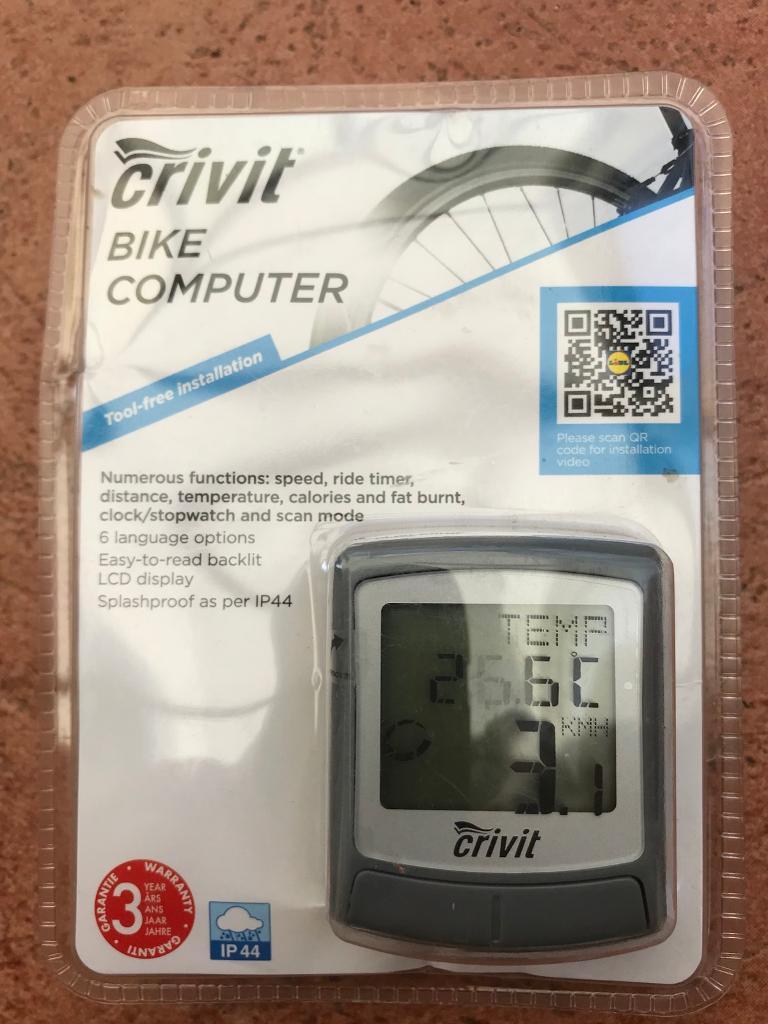 crivit®
BIKE
COMPUTER
Tool-free installation
LIDL
Please scan QR
code for installation
video
Numerous functions: speed, ride timer,
distance, temperature, calories and fat burnt,
clock/stopwatch and scan mode
6 language options
Easy-to-read backlit
LCD display
Splashproof as per IP44
TEMP
26.6°C
KMH
3.1
crivit
GARANTIE • WARRANTY • GARANTI
3
YEAR
ÅRS
ANS
JAAR
JAHRE
IP 44